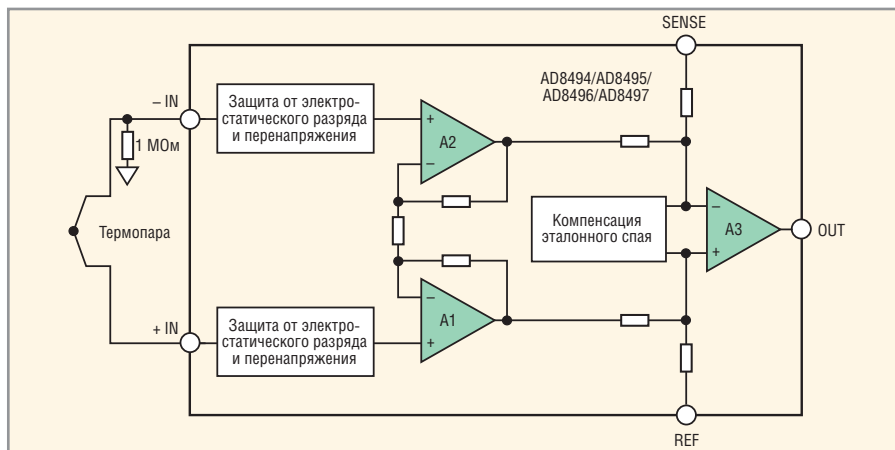 SENSE
AD8494/AD8495/
AD8496/AD8497
– IN
Защита от электро-
статического разряда
и перенапряжения
+
A2
–
1 МОм
Термопара
Компенсация
эталонного спая
–
A3
+
OUT
–
A1
+
+ IN
Защита от электро-
статического разряда
и перенапряжения
REF